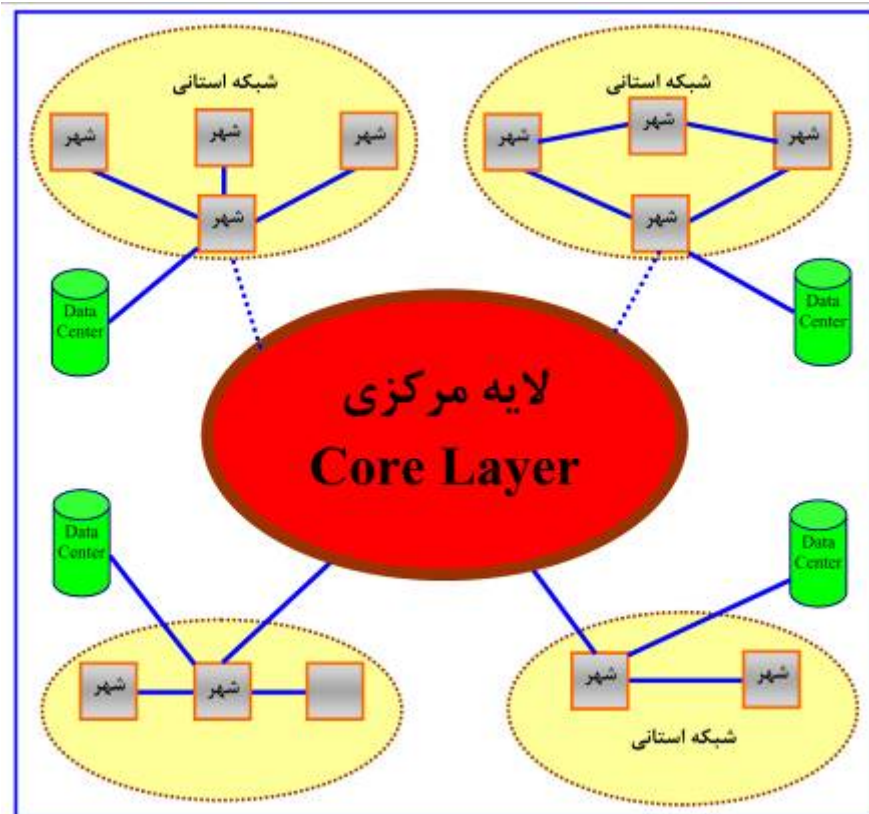 شبکه استانی
شبکه استانی
شهر
شهر
شهر
شهر
شهر
شهر
شهر
شهر
Data
Center
Data
Center
لایه مرکزی
Core Layer
Data
Center
Data
Center
شهر
شهر
شهر
شهر
شبکه استانی